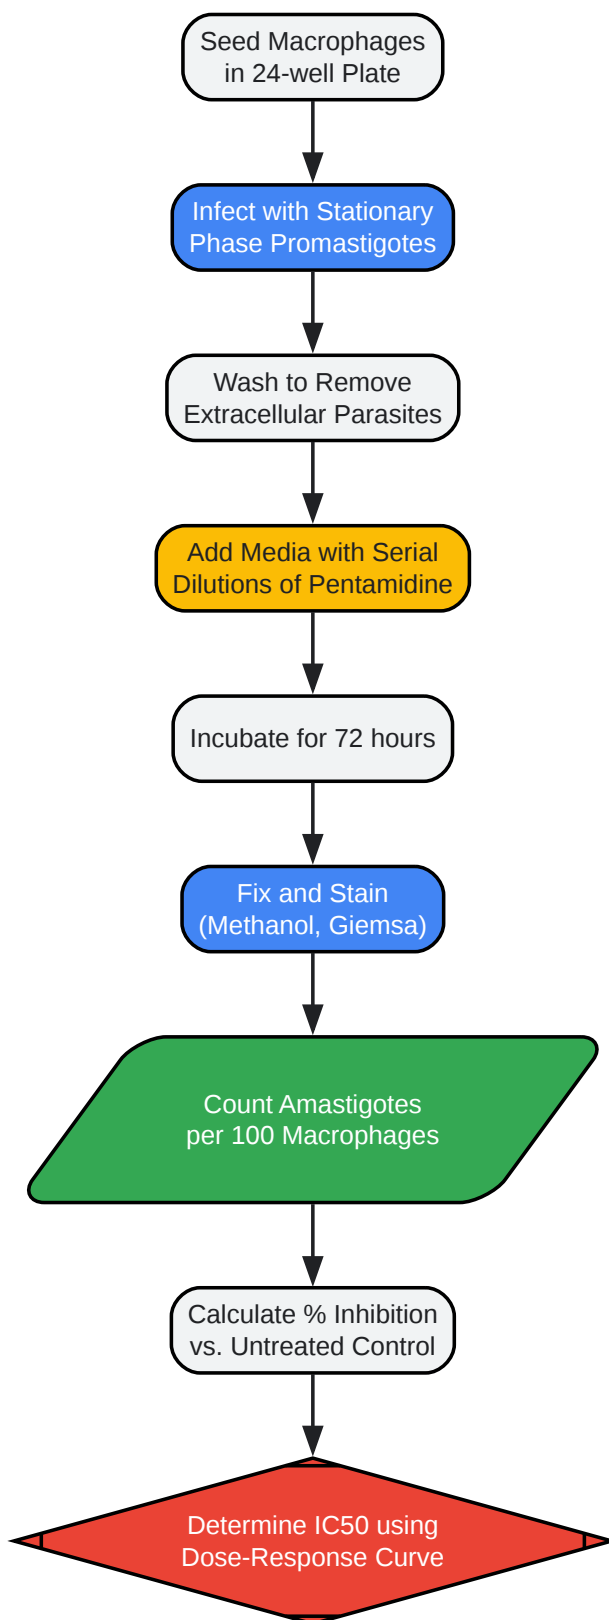 Seed Macrophages
in 24-well Plate
Infect with Stationary
Phase Promastigotes
Wash to Remove
Extracellular Parasites
Add Media with Serial
Dilutions of Pentamidine
Incubate for 72 hours
Fix and Stain
(Methanol, Giemsa)
Count Amastigotes
per 100 Macrophages
Calculate % Inhibition
vs. Untreated Control
Determine IC50 using
Dose-Response Curve